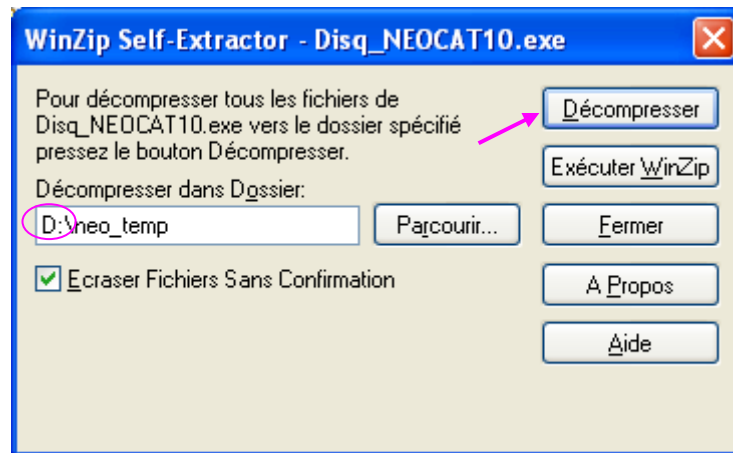 WinZip Self-Extractor - Disq_NEOCAT10.exe
Pour décompresser tous les fichiers de
Disq_NEOCAT10.exe vers le dossier spécifié
pressez le bouton Décompresser.
Décompresser dans Dossier:
D:\neo_temp
Parcourir...
Ecraser Fichiers Sans Confirmation
Décompresser
Exécuter WinZip
Fermer
A Propos
Aide